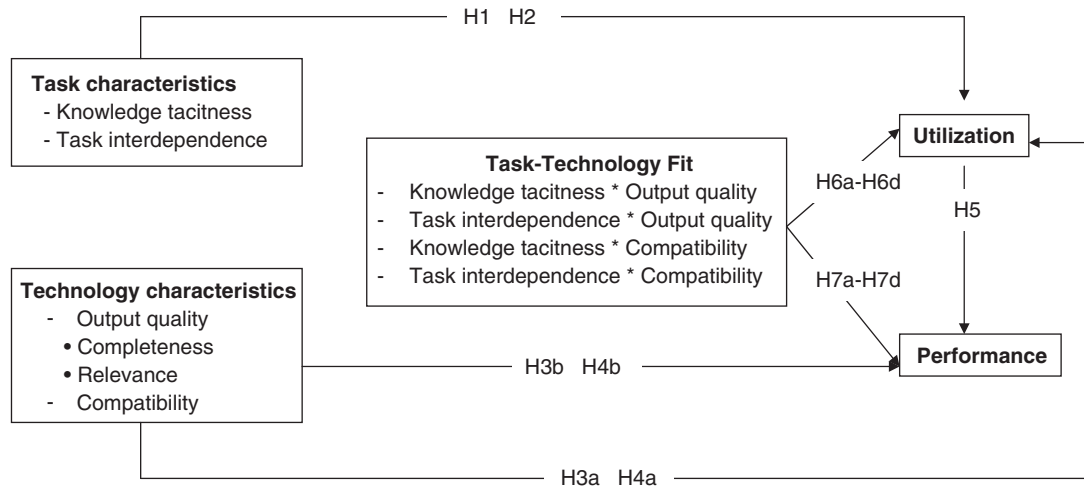 H1 H2
Task characteristics
- Knowledge tacitness
- Task interdependence
Utilization
Task-Technology Fit
- Knowledge tacitness * Output quality
- Task interdependence * Output quality
- Knowledge tacitness * Compatibility
- Task interdependence * Compatibility
H6a-H6d
H5
H7a-H7d
Technology characteristics
- Output quality
• Completeness
• Relevance
- Compatibility
H3b H4b
Performance
H3a H4a